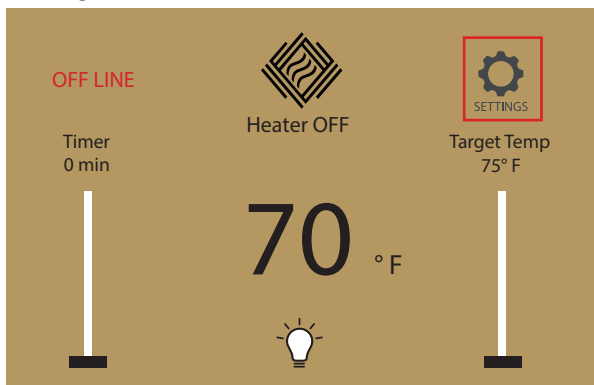 OFF LINE
Heater OFF
SETTINGS
Timer
0 min
Target Temp
75° F
70 ° F